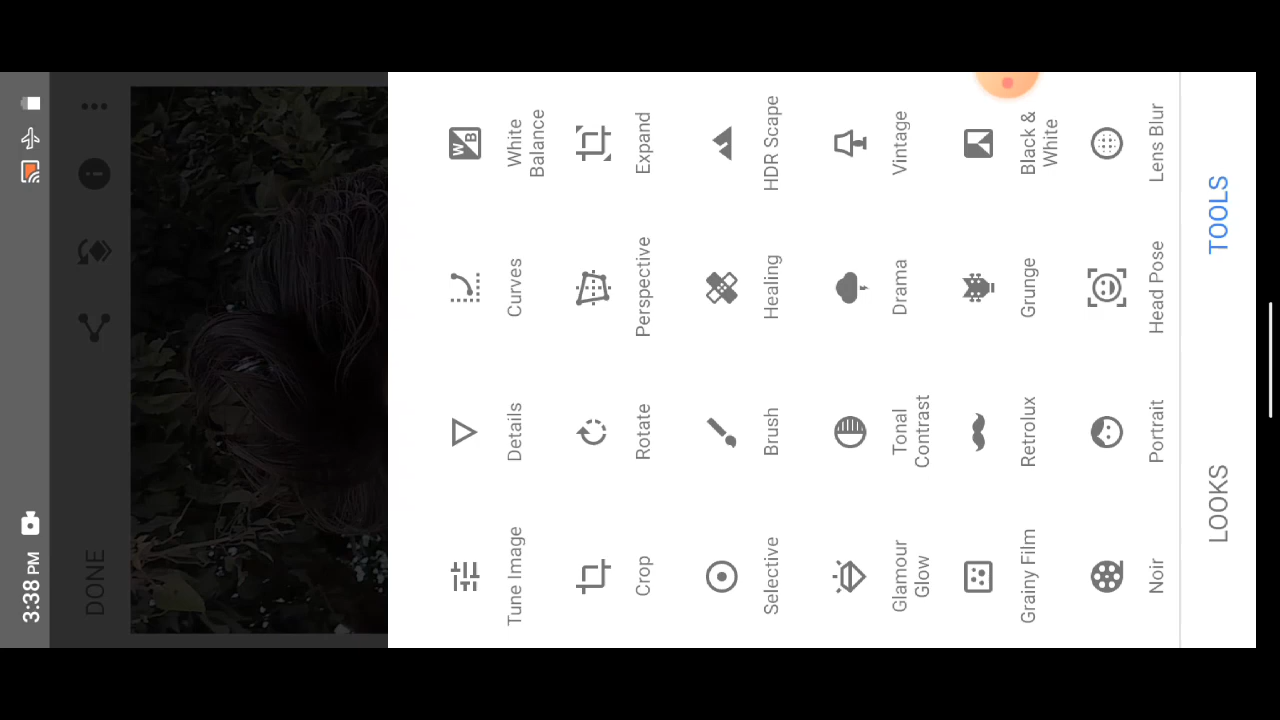 3:38 PM
DONE
Tune Image
Details
Curves
WB
White
Balance
Crop
Rotate
Perspective
Expand
Selective
Brush
Healing
HDR Scape
Glamour
Glow
Tonal
Contrast
Drama
Vintage
Grainy Film
Retrolux
Grunge
Black &
White
Noir
Portrait
Head Pose
Lens Blur
LOOKS
TOOLS